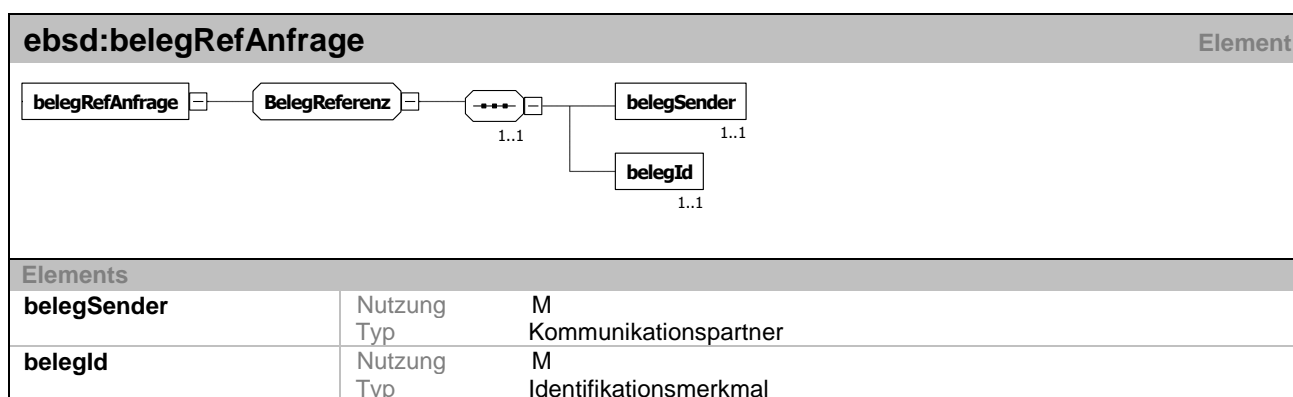 ebsd:belegRefAnfrage Element
belegRefAnfrage BelegReferenz belegSender
1..1 1..1
belegId
1..1
Elements
belegSender Nutzung M
Typ Kommunikationspartner
belegId Nutzung M
Typ Identifikationsmerkmal